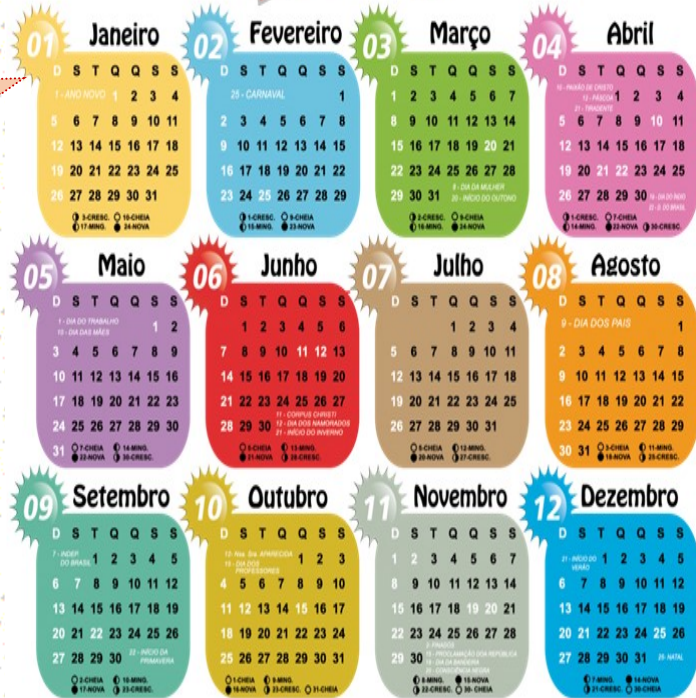 01 Janeiro
D S T Q Q S S
1 - ANO NOVO 1 2 3 4
5 6 7 8 9 10 11
12 13 14 15 16 17 18
19 20 21 22 23 24 25
26 27 28 29 30 31
3-CRESC. 10-CHEIA
17-MING. 24-NOVA
02 Fevereiro
D S T Q Q S S
25 - CARNAVAL 1
2 3 4 5 6 7 8
9 10 11 12 13 14 15
16 17 18 19 20 21 22
23 24 25 26 27 28 29
1-CRESC. 9-CHEIA
15-MING. 23-NOVA
03 Março
D S T Q Q S S
1 2 3 4 5 6 7
8 9 10 11 12 13 14
15 16 17 18 19 20 21
22 23 24 25 26 27 28
29 30 31 8 - DIA DA MULHER
20 - INÍCIO DO OUTONO
2-CRESC. 9-CHEIA
16-MING. 24-NOVA
04 Abril
D S T Q Q S S
10 - PAIXÃO DE CRISTO
12 - PÁSCOA 1 2 3 4
21 - TIRADENTE
5 6 7 8 9 10 11
12 13 14 15 16 17 18
19 20 21 22 23 24 25
26 27 28 29 30 19 - DIA DO ÍNDIO
22 - D. DO BRASIL
1-CRESC. 7-CHEIA
14-MING. 22-NOVA 30-CRESC.
05 Maio
D S T Q Q S S
1 - DIA DO TRABALHO 1 2
10 - DIA DAS MÃES
3 4 5 6 7 8 9
10 11 12 13 14 15 16
17 18 19 20 21 22 23
24 25 26 27 28 29 30
31 7-CHEIA 14-MING.
22-NOVA 30-CRESC.
06 Junho
D S T Q Q S S
1 2 3 4 5 6
7 8 9 10 11 12 13
14 15 16 17 18 19 20
21 22 23 24 25 26 27
28 29 30 11 - CORPUS CHRISTI
12 - DIA DOS NAMORADOS
21 - INÍCIO DO INVERNO
5-CHEIA 13-MING.
21-NOVA 28-CRESC.
07 Julho
D S T Q Q S S
1 2 3 4
5 6 7 8 9 10 11
12 13 14 15 16 17 18
19 20 21 22 23 24 25
26 27 28 29 30 31
5-CHEIA 12-MING.
20-NOVA 27-CRESC.
08 Agosto
D S T Q Q S S
9 - DIA DOS PAIS 1
2 3 4 5 6 7 8
9 10 11 12 13 14 15
16 17 18 19 20 21 22
23 24 25 26 27 28 29
30 31 3-CHEIA 11-MING.
18-NOVA 25-CRESC.
09 Setembro
D S T Q Q S S
7 - INDEP.
DO BRASIL 1 2 3 4 5
6 7 8 9 10 11 12
13 14 15 16 17 18 19
20 21 22 23 24 25 26
27 28 29 30 22 - INÍCIO DA
PRIMAVERA
2-CHEIA 10-MING.
17-NOVA 23-CRESC.
10 Outubro
D S T Q Q S S
12- Nsa. Sra. APARECIDA 1 2 3
15 - DIA DOS
PROFESSORES
4 5 6 7 8 9 10
11 12 13 14 15 16 17
18 19 20 21 22 23 24
25 26 27 28 29 30 31
1-CHEIA 9-MING.
16-NOVA 23-CRESC. 31-CHEIA
11 Novembro
D S T Q Q S S
1 2 3 4 5 6 7
8 9 10 11 12 13 14
15 16 17 18 19 20 21
22 23 24 25 26 27 28
29 30 2-FINADOS
15 - PROCLAMAÇÃO DOS REPÚBLICA
19 - DIA DA BANDEIRA
20 - CONSCIÊNCIA NEGRA
8-MING. 15-NOVA
22-CRESC. 30- CHEIA
12 Dezembro
D S T Q Q S S
21 - INÍCIO DO
VERÃO 1 2 3 4 5
6 7 8 9 10 11 12
13 14 15 16 17 18 19
20 21 22 23 24 25 26
27 28 29 30 31 25 - NATAL
7-MING. 14-NOVA
21-CRESC. 30-CHEIA